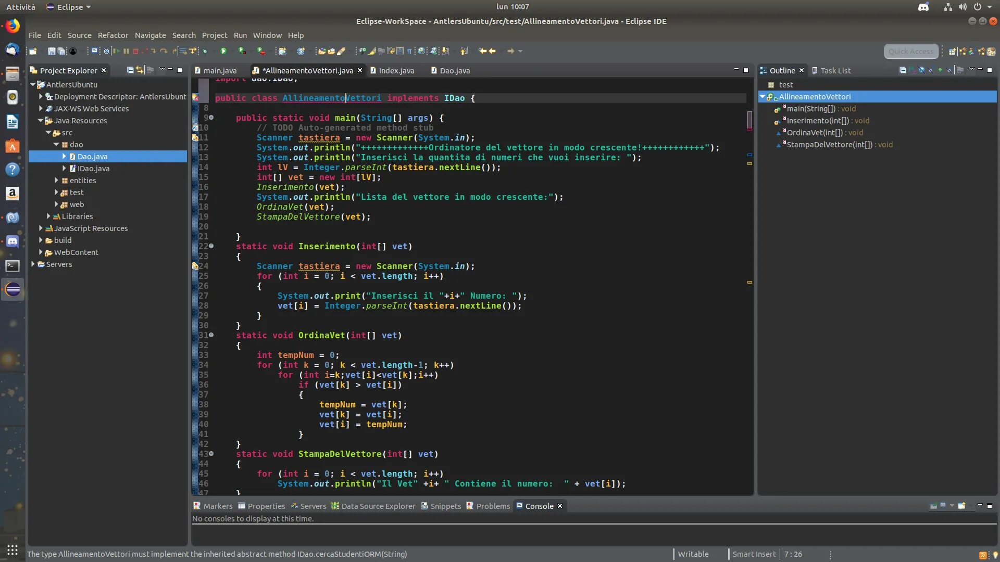 Attività Eclipse lun 10:07
Eclipse-WorkSpace - AntlersUbuntu/src/test/AllineamentoVettori.java - Eclipse IDE
File Edit Source Refactor Navigate Search Project Run Window Help
Quick Access
Project Explorer
AntlersUbuntu
Deployment Descriptor: AntlersUbunt
JAX-WS Web Services
Java Resources
src
dao
Dao.java
IDao.java
entities
test
web
Libraries
JavaScript Resources
build
WebContent
Servers
main.java *AllineamentoVettori.java Index.java Dao.java
import dao.IDao;
public class AllineamentoVettori implements IDao {
8
9 public static void main(String[] args) {
10 // TODO Auto-generated method stub
11 Scanner tastiera = new Scanner(System.in);
12 System.out.println("+++++++++++++Ordinatore del vettore in modo crescente!++++++++++++");
13 System.out.println("Inserisci la quantita di numeri che vuoi inserire: ");
14 int lV = Integer.parseInt(tastiera.nextLine());
15 int[] vet = new int[lV];
16 Inserimento(vet);
17 System.out.println("Lista del vettore in modo crescente:");
18 OrdinaVet(vet);
19 StampaDelVettore(vet);
20
21 }
22 static void Inserimento(int[] vet)
23 {
24 Scanner tastiera = new Scanner(System.in);
25 for (int i = 0; i < vet.length; i++)
26 {
27 System.out.print("Inserisci il "+i+" Numero: ");
28 vet[i] = Integer.parseInt(tastiera.nextLine());
29 }
30 }
31 static void OrdinaVet(int[] vet)
32 {
33 int tempNum = 0;
34 for (int k = 0; k < vet.length-1; k++)
35 for (int i=k;vet[i]<vet[k];i++)
36 if (vet[k] > vet[i])
37 {
38 tempNum = vet[k];
39 vet[k] = vet[i];
40 vet[i] = tempNum;
41 }
42 }
43 static void StampaDelVettore(int[] vet)
44 {
45 for (int i = 0; i < vet.length; i++)
46 System.out.println("Il Vet" +i+ " Contiene il numero:  " + vet[i]);
47 }
Outline Task List
test
AllineamentoVettori
main(String[]) : void
Inserimento(int[]) : void
OrdinaVet(int[]) : void
StampaDelVettore(int[]) : void
Markers Properties Servers Data Source Explorer Snippets Problems Console
No consoles to display at this time.
The type AllineamentoVettori must implement the inherited abstract method IDao.cercaStudentiORM(String) Writable Smart Insert 7 : 26